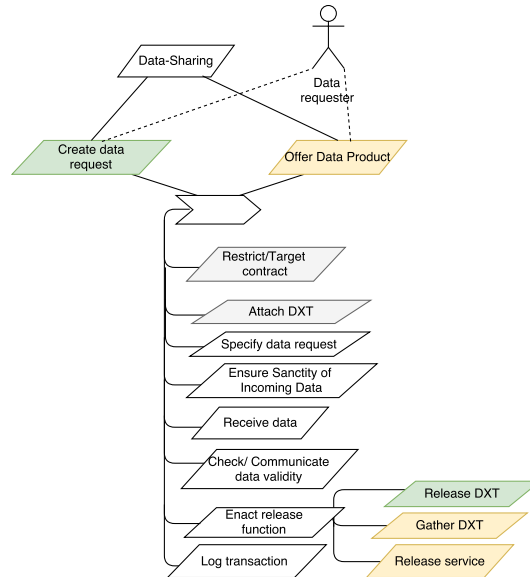 Data-Sharing
Data
requester
Create data
request
Offer Data Product
Restrict/Target
contract
Attach DXT
Specify data request
Ensure Sanctity of
Incoming Data
Receive data
Check/ Communicate
data validity
Enact release
function
Release DXT
Gather DXT
Log transaction
Release service